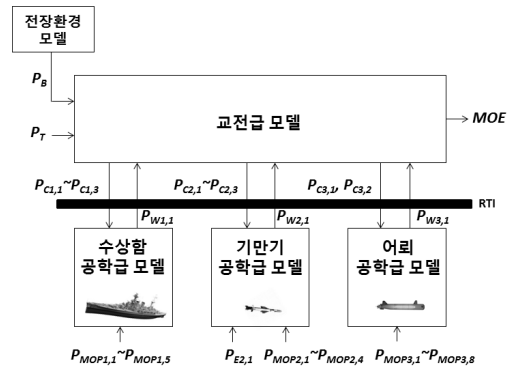 전장환경
모델
P_B
P_T
교전급 모델
MOE
P_C1,1~P_C1,3
P_C2,1~P_C2,3
P_C3,1, P_C3,2
RTI
P_W1,1
P_W2,1
P_W3,1
수상함
공학급 모델
기만기
공학급 모델
어뢰
공학급 모델
P_MOP1,1~P_MOP1,5
P_E2,1
P_MOP2,1~P_MOP2,4
P_MOP3,1~P_MOP3,8